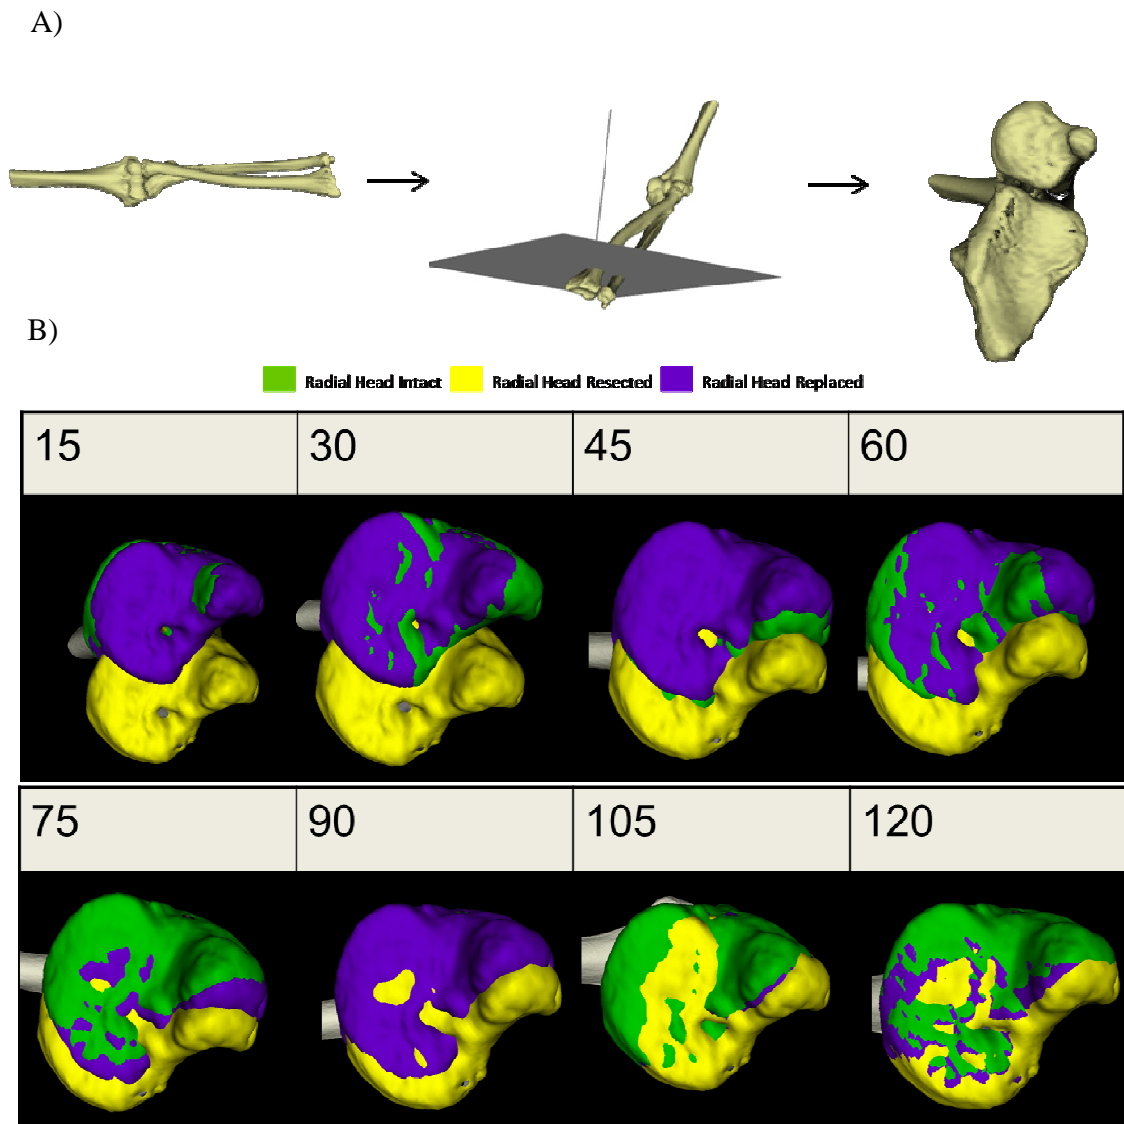 A)
B)
Radial Head Intact Radial Head Resected Radial Head Replaced
15 30 45 60
75 90 105 120